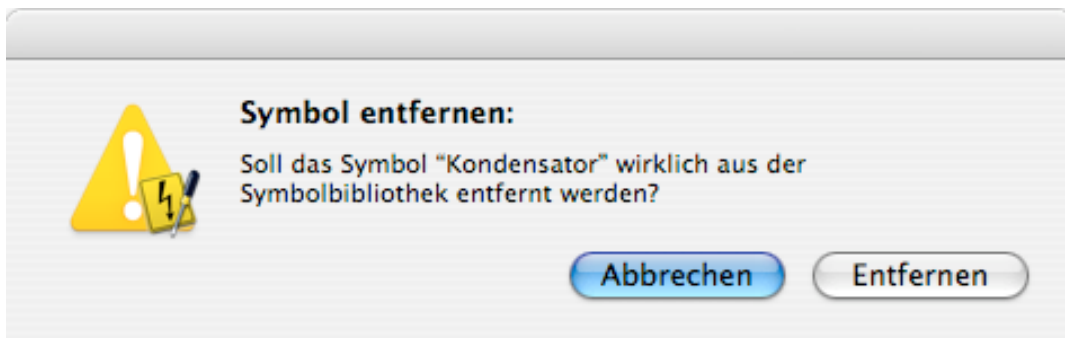 Symbol entfernen:
Soll das Symbol “Kondensator” wirklich aus der
Symbolbibliothek entfernt werden?
Abbrechen Entfernen